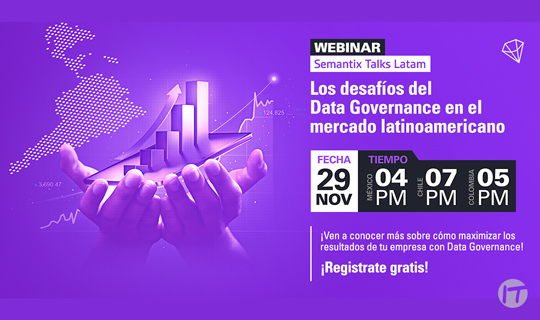 WEBINAR
Semantix Talks Latam
Los desafíos del
Data Governance en el
mercado latinoamericano
FECHA
29
NOV
TIEMPO
MÉXICO
04
PM
CHILE
07
PM
COLOMBIA
05
PM
¡Ven a conocer más sobre cómo maximizar los
resultados de tu empresa con Data Governance!
¡Registrate gratis!
124,825
- 3,690.47
IT